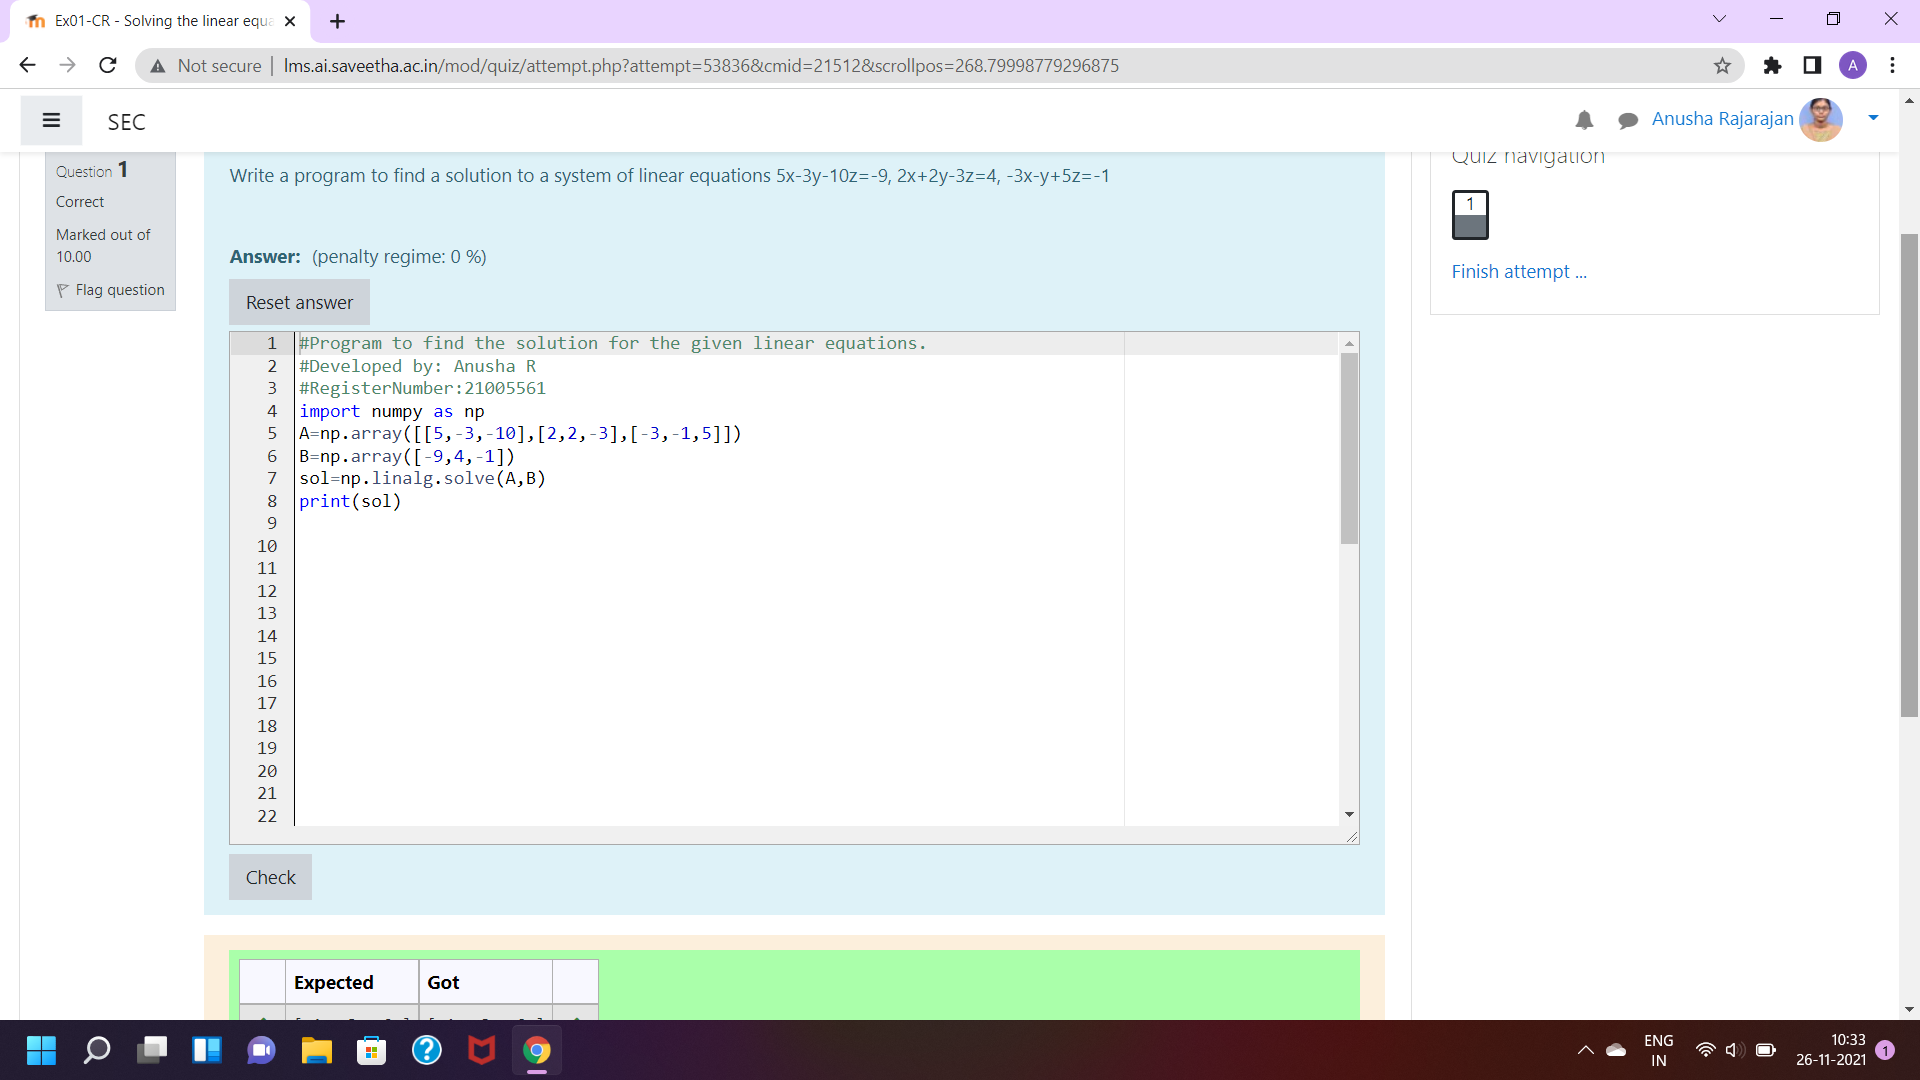 Ex01-CR - Solving the linear equa
Not secure | lms.ai.saveetha.ac.in/mod/quiz/attempt.php?attempt=53836&cmid=21512&scrollpos=268.79998779296875
A
SEC
Anusha Rajarajan
Question 1
Correct
Marked out of
10.00
Flag question
Write a program to find a solution to a system of linear equations 5x-3y-10z=-9, 2x+2y-3z=4, -3x-y+5z=-1
Answer: (penalty regime: 0 %)
Reset answer
1 #Program to find the solution for the given linear equations.
2 #Developed by: Anusha R
3 #RegisterNumber:21005561
4 import numpy as np
5 A=np.array([[5,-3,-10],[2,2,-3],[-3,-1,5]])
6 B=np.array([-9,4,-1])
7 sol=np.linalg.solve(A,B)
8 print(sol)
9
10
11
12
13
14
15
16
17
18
19
20
21
22
Check
Expected Got
Quiz navigation
1
Finish attempt ...
ENG
IN
10:33
26-11-2021
1